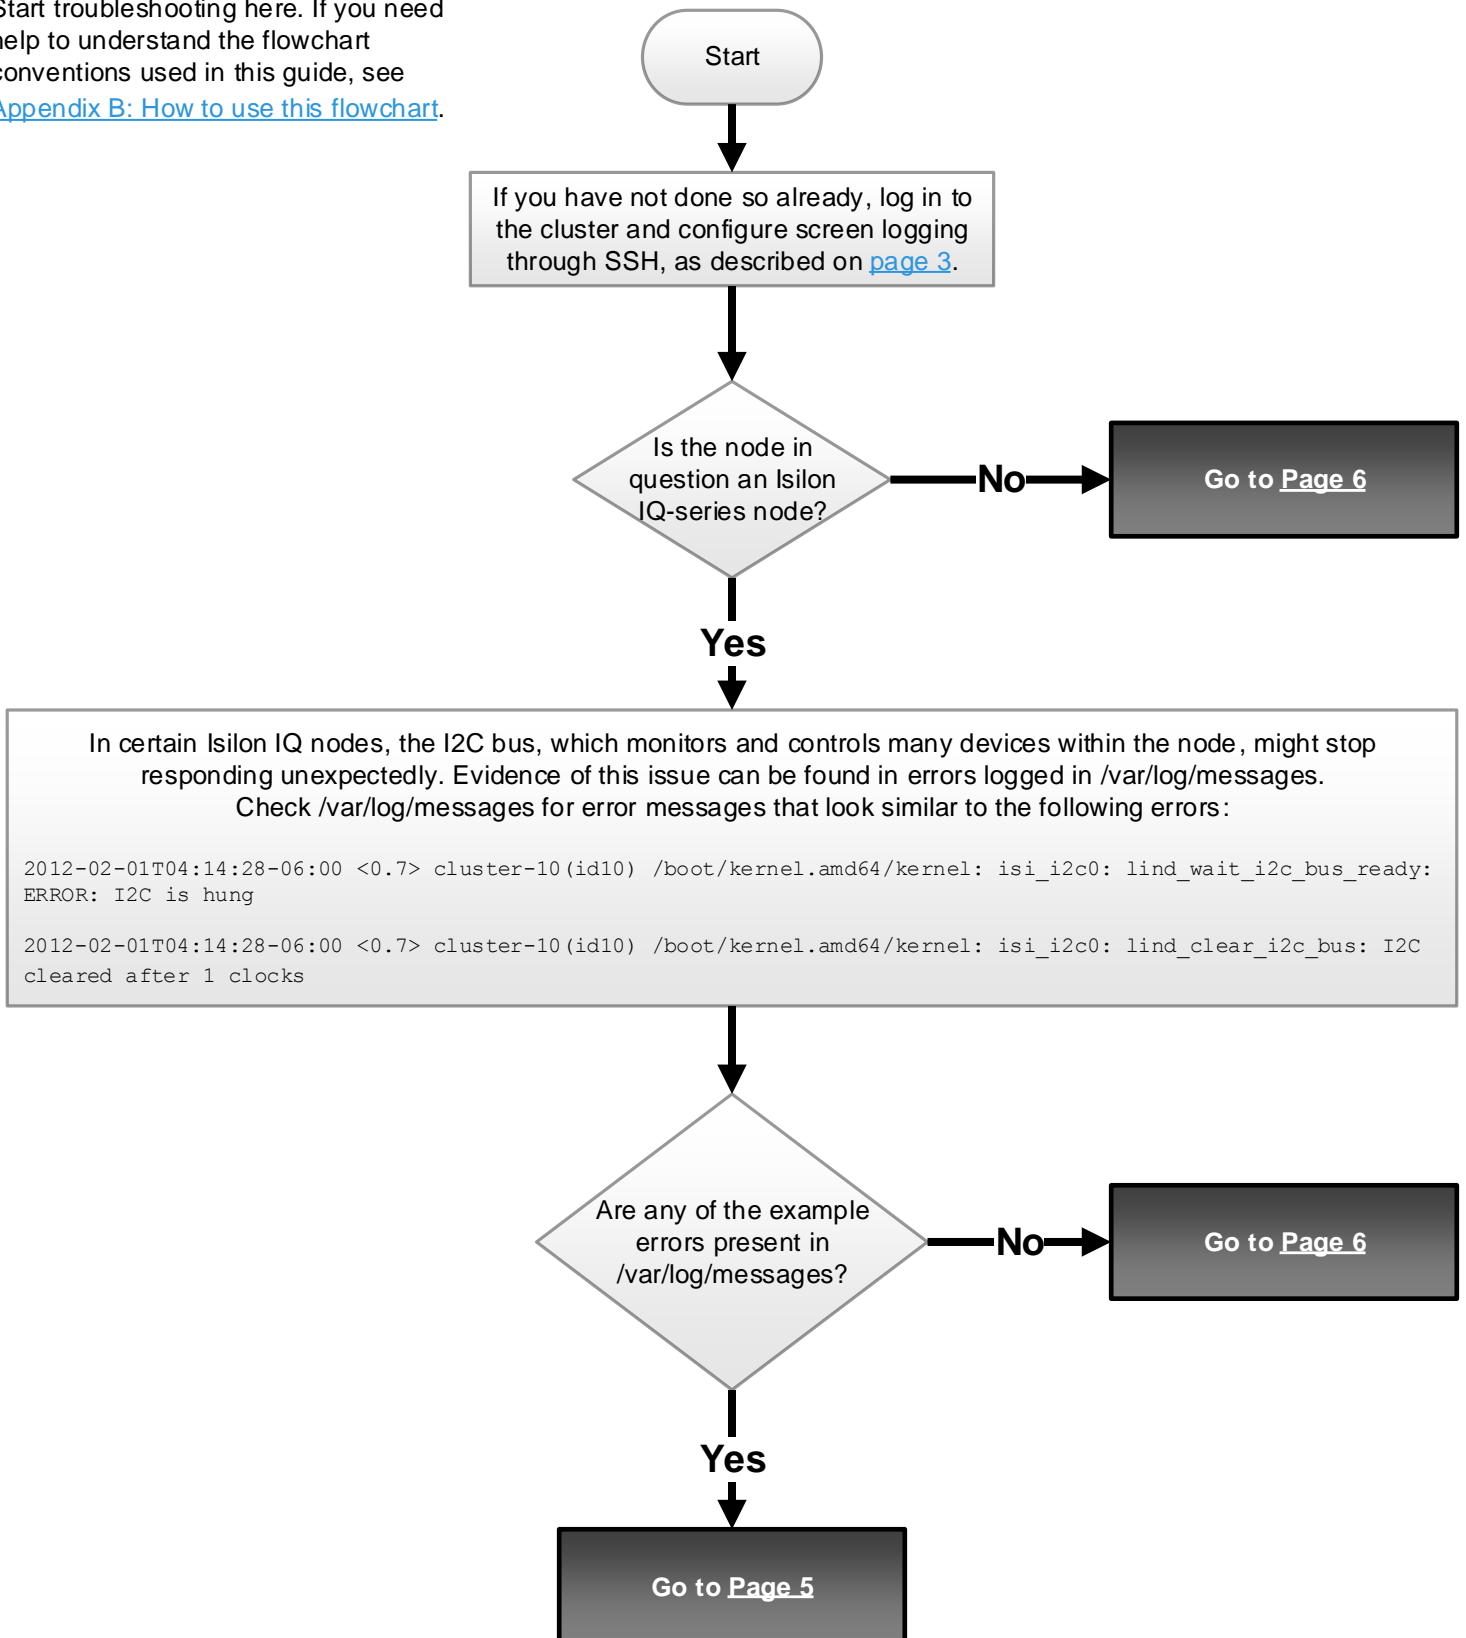 Start troubleshooting here. If you need
help to understand the flowchart
conventions used in this guide, see
Appendix B: How to use this flowchart.
Start
If you have not done so already, log in to
the cluster and configure screen logging
through SSH, as described on page 3.
Is the node in
question an Isilon
IQ-series node?
No
Go to Page 6
Yes
In certain Isilon IQ nodes, the I2C bus, which monitors and controls many devices within the node, might stop
responding unexpectedly. Evidence of this issue can be found in errors logged in /var/log/messages.
Check /var/log/messages for error messages that look similar to the following errors:
2012-02-01T04:14:28-06:00 <0.7> cluster-10(id10) /boot/kernel.amd64/kernel: isi_i2c0: lind_wait_i2c_bus_ready:
ERROR: I2C is hung
2012-02-01T04:14:28-06:00 <0.7> cluster-10(id10) /boot/kernel.amd64/kernel: isi_i2c0: lind_clear_i2c_bus: I2C
cleared after 1 clocks
Are any of the example
errors present in
/var/log/messages?
No
Go to Page 6
Yes
Go to Page 5